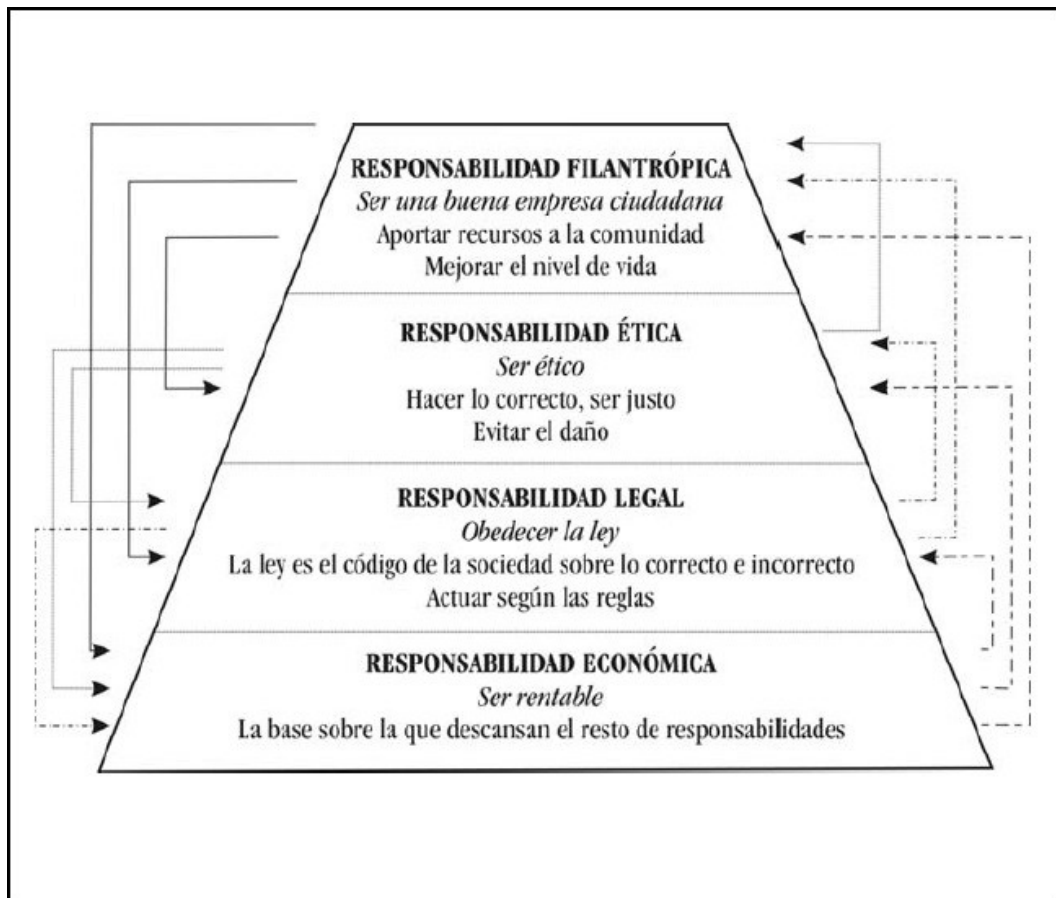 RESPONSABILIDAD FILANTRÓPICA
Ser una buena empresa ciudadana
Aportar recursos a la comunidad
Mejorar el nivel de vida
RESPONSABILIDAD ÉTICA
Ser ético
Hacer lo correcto, ser justo
Evitar el daño
RESPONSABILIDAD LEGAL
Obedecer la ley
La ley es el código de la sociedad sobre lo correcto e incorrecto
Actuar según las reglas
RESPONSABILIDAD ECONÓMICA
Ser rentable
La base sobre la que descansan el resto de responsabilidades